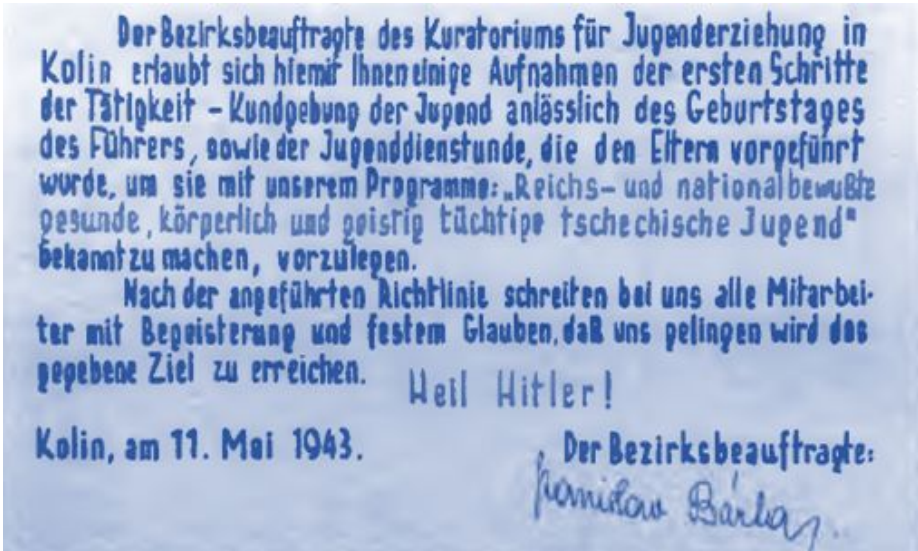 Der Bezirksbeauftragte des Kuratoriums für Jugenderziehung in
Kolin erlaubt sich hiemit Ihnen einige Aufnahmen der ersten Schritte
der Tätigkeit – Kundgebung der Jugend anlässlich des Geburtstages
des Führers, sowie der Jugenddienstunde, die den Eltern vorgeführt
wurde, um sie mit unserem Programme: „Reichs- und nationalbewußte
gesunde, körperlich und geistig tüchtige tschechische Jugend"
bekannt zu machen, vorzulegen.
Nach der angeführten Richtlinie schreiten bei uns alle Mitarbei-
ter mit Begeisterung und festem Glauben, daß uns gelingen wird das
gegebene Ziel zu erreichen.
Heil Hitler!
Kolin, am 11. Mai 1943.
Der Bezirksbeauftragte:
Bárta